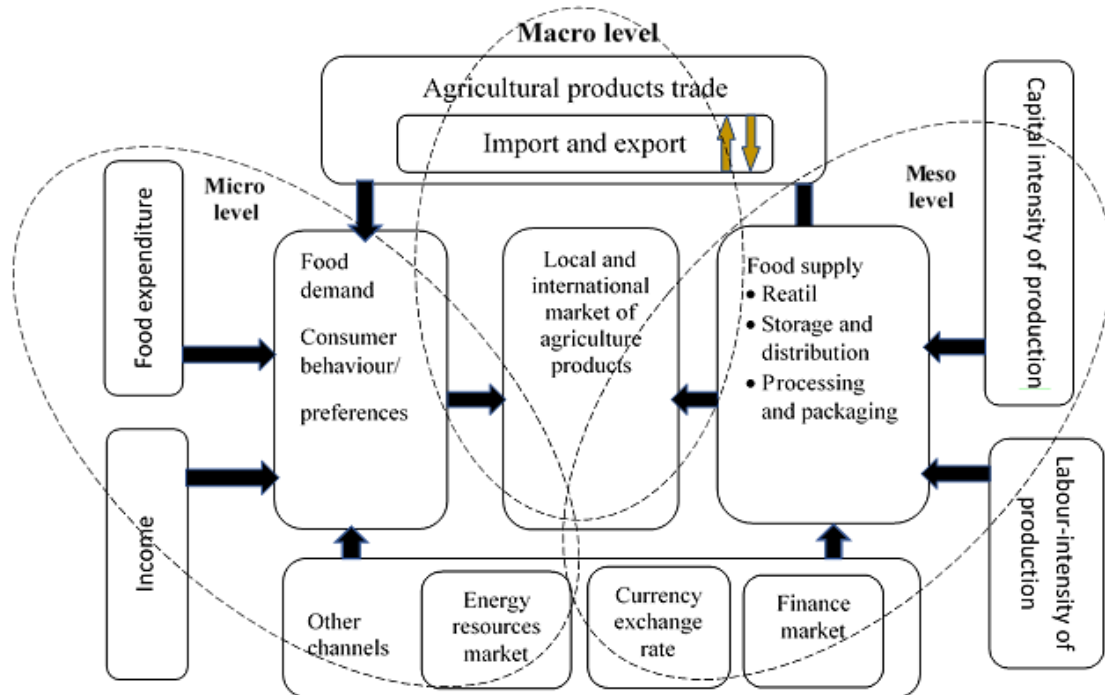 Macro level
Agricultural products trade
Import and export
Micro
level
Meso
level
Food expenditure
Income
Food
demand
Consumer
behaviour/
preferences
Local and
international
market of
agriculture
products
Food supply
• Reatil
• Storage and
distribution
• Processing
and packaging
Capital intensity of production
Labour-intensity of
production
Other
channels
Energy
resources
market
Currency
exchange
rate
Finance
market